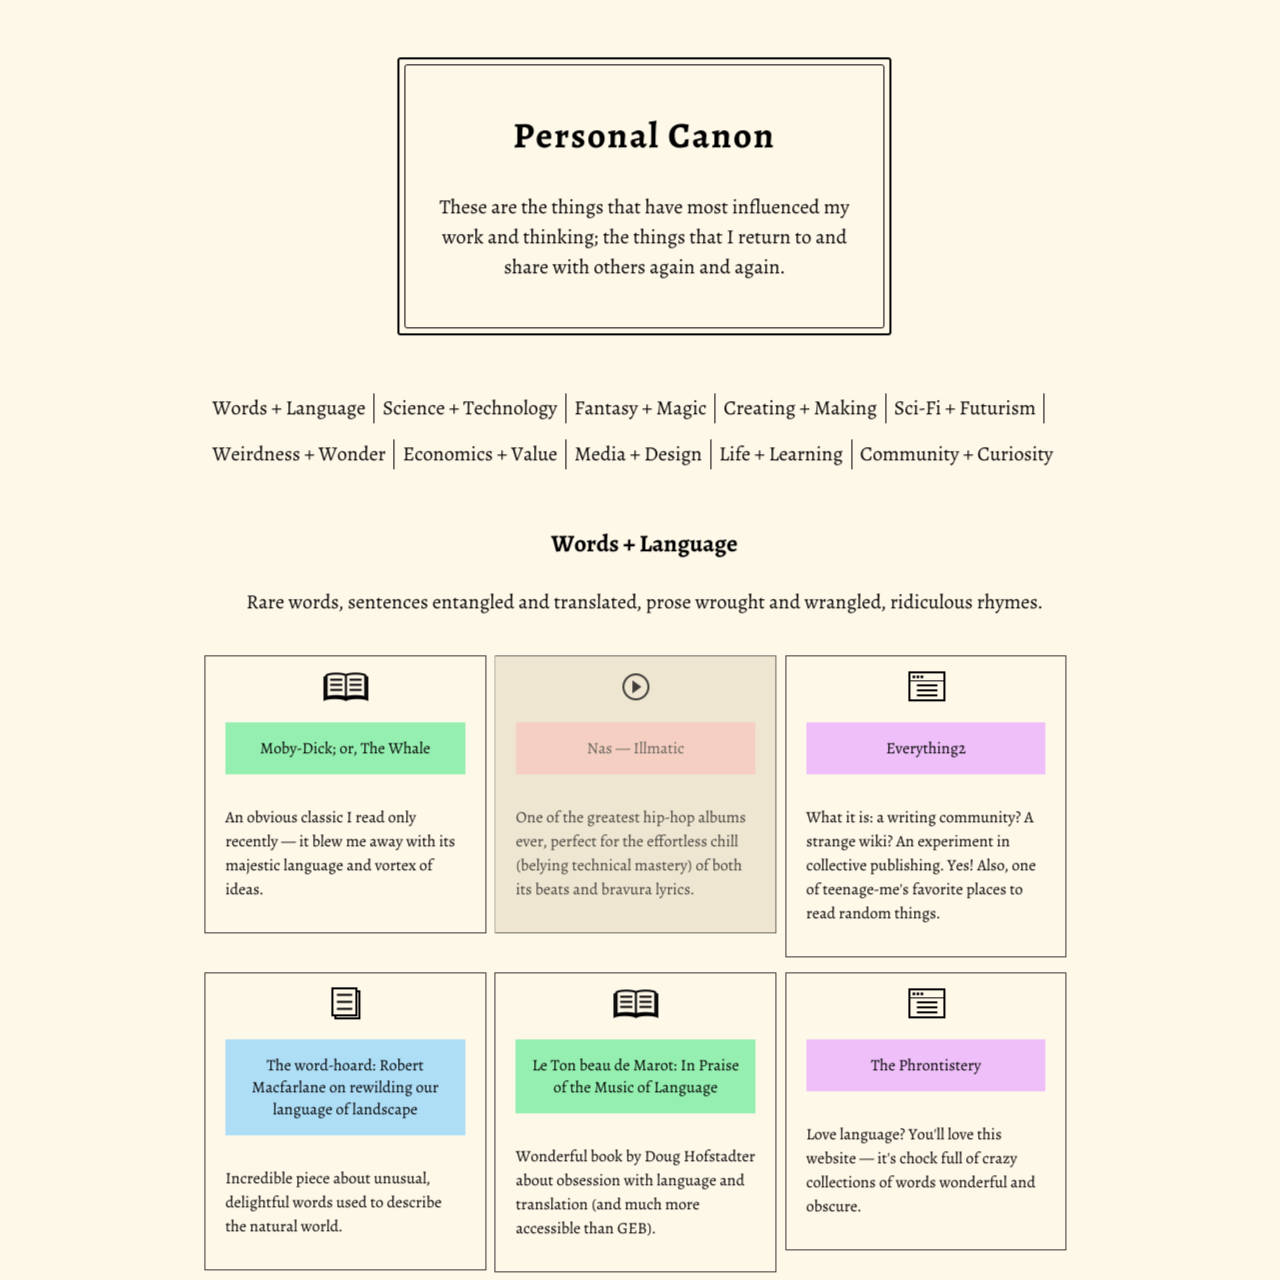 Personal Canon
These are the things that have most influenced my
work and thinking; the things that I return to and
share with others again and again.
Words + Language
Science + Technology
Fantasy + Magic
Creating + Making
Sci-Fi + Futurism
Weirdness + Wonder
Economics + Value
Media + Design
Life + Learning
Community + Curiosity
Words + Language
Rare words, sentences entangled and translated, prose wrought and wrangled, ridiculous rhymes.
Moby-Dick; or, The Whale
An obvious classic I read only
recently — it blew me away with its
majestic language and vortex of
ideas.
Nas — Illmatic
One of the greatest hip-hop albums
ever, perfect for the effortless chill
(belying technical mastery) of both
its beats and bravura lyrics.
Everything2
What it is: a writing community? A
strange wiki? An experiment in
collective publishing. Yes! Also, one
of teenage-me's favorite places to
read random things.
The word-hoard: Robert
Macfarlane on rewilding our
language of landscape
Incredible piece about unusual,
delightful words used to describe
the natural world.
Le Ton beau de Marot: In Praise
of the Music of Language
Wonderful book by Doug Hofstadter
about obsession with language and
translation (and much more
accessible than GEB).
The Phrontistery
Love language? You'll love this
website — it's chock full of crazy
collections of words wonderful and
obscure.